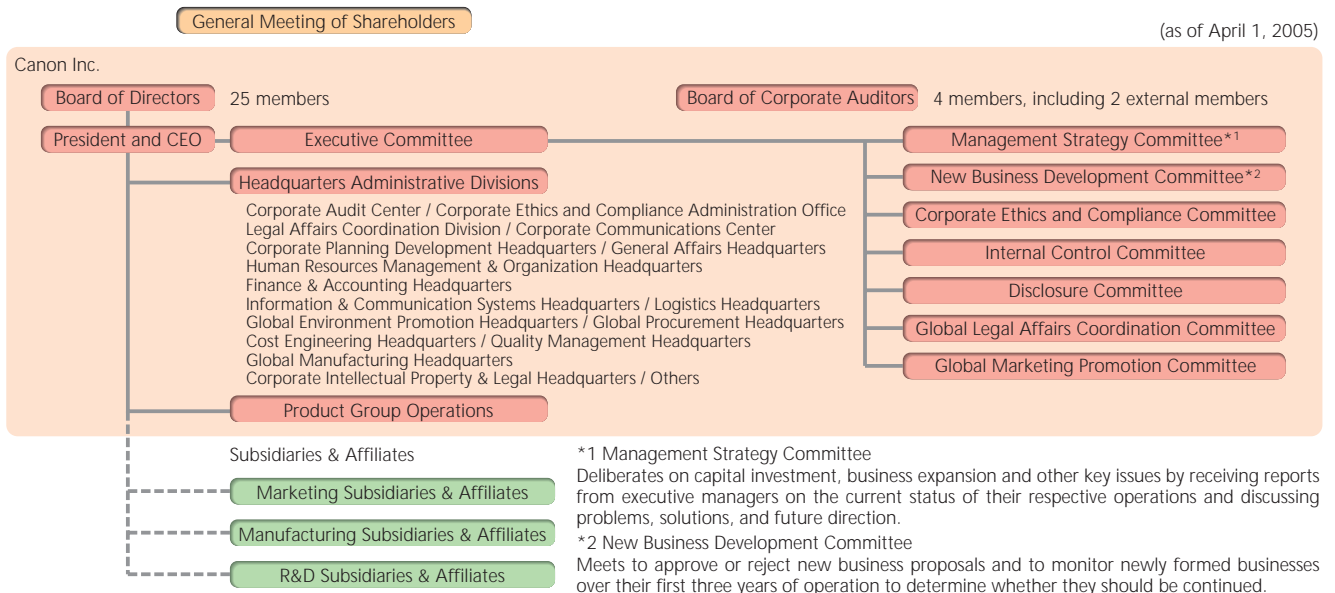 General Meeting of Shareholders
(as of April 1, 2005)
Canon Inc.
Board of Directors
25 members
Board of Corporate Auditors
4 members, including 2 external members
President and CEO
Executive Committee
Management Strategy Committee*1
Headquarters Administrative Divisions
New Business Development Committee*2
Corporate Audit Center / Corporate Ethics and Compliance Administration Office
Legal Affairs Coordination Division / Corporate Communications Center
Corporate Planning Development Headquarters / General Affairs Headquarters
Human Resources Management & Organization Headquarters
Finance & Accounting Headquarters
Information & Communication Systems Headquarters / Logistics Headquarters
Global Environment Promotion Headquarters / Global Procurement Headquarters
Cost Engineering Headquarters / Quality Management Headquarters
Global Manufacturing Headquarters
Corporate Intellectual Property & Legal Headquarters / Others
Corporate Ethics and Compliance Committee
Internal Control Committee
Disclosure Committee
Global Legal Affairs Coordination Committee
Global Marketing Promotion Committee
Product Group Operations
Subsidiaries & Affiliates
Marketing Subsidiaries & Affiliates
Manufacturing Subsidiaries & Affiliates
R&D Subsidiaries & Affiliates
*1 Management Strategy Committee
Deliberates on capital investment, business expansion and other key issues by receiving reports
from executive managers on the current status of their respective operations and discussing
problems, solutions, and future direction.
*2 New Business Development Committee
Meets to approve or reject new business proposals and to monitor newly formed businesses
over their first three years of operation to determine whether they should be continued.